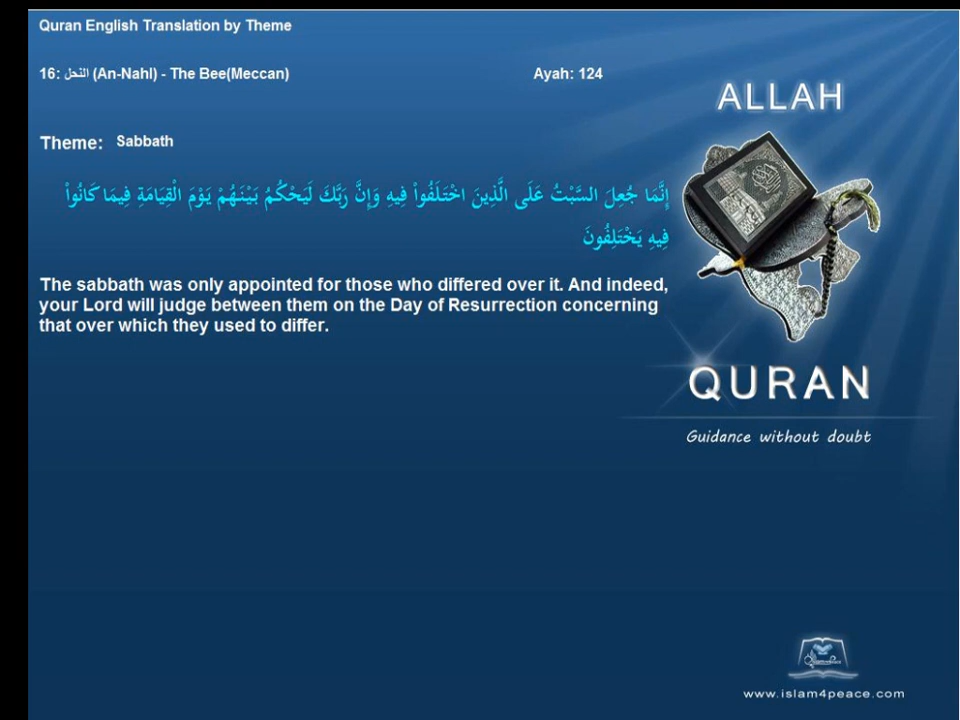 Quran English Translation by Theme
16: النحل (An-Nahl) - The Bee(Meccan)
Ayah: 124
Theme: Sabbath
إِنَّمَا جُعِلَ السَّبْتُ عَلَى الَّذِينَ اخْتَلَفُواْ فِيهِ وَإِنَّ رَبَّكَ لَيَحْكُمُ بَيْنَهُمْ يَوْمَ الْقِيَامَةِ فِيمَا كَانُواْ
فِيهِ يَخْتَلِفُونَ
The sabbath was only appointed for those who differed over it. And indeed,
your Lord will judge between them on the Day of Resurrection concerning
that over which they used to differ.
ALLAH
QURAN
Guidance without doubt
www.islam4peace.com